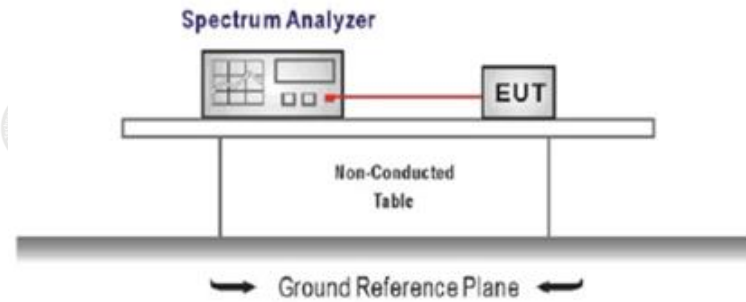 Spectrum Analyzer
EUT
Non-Conducted
Table
Ground Reference Plane